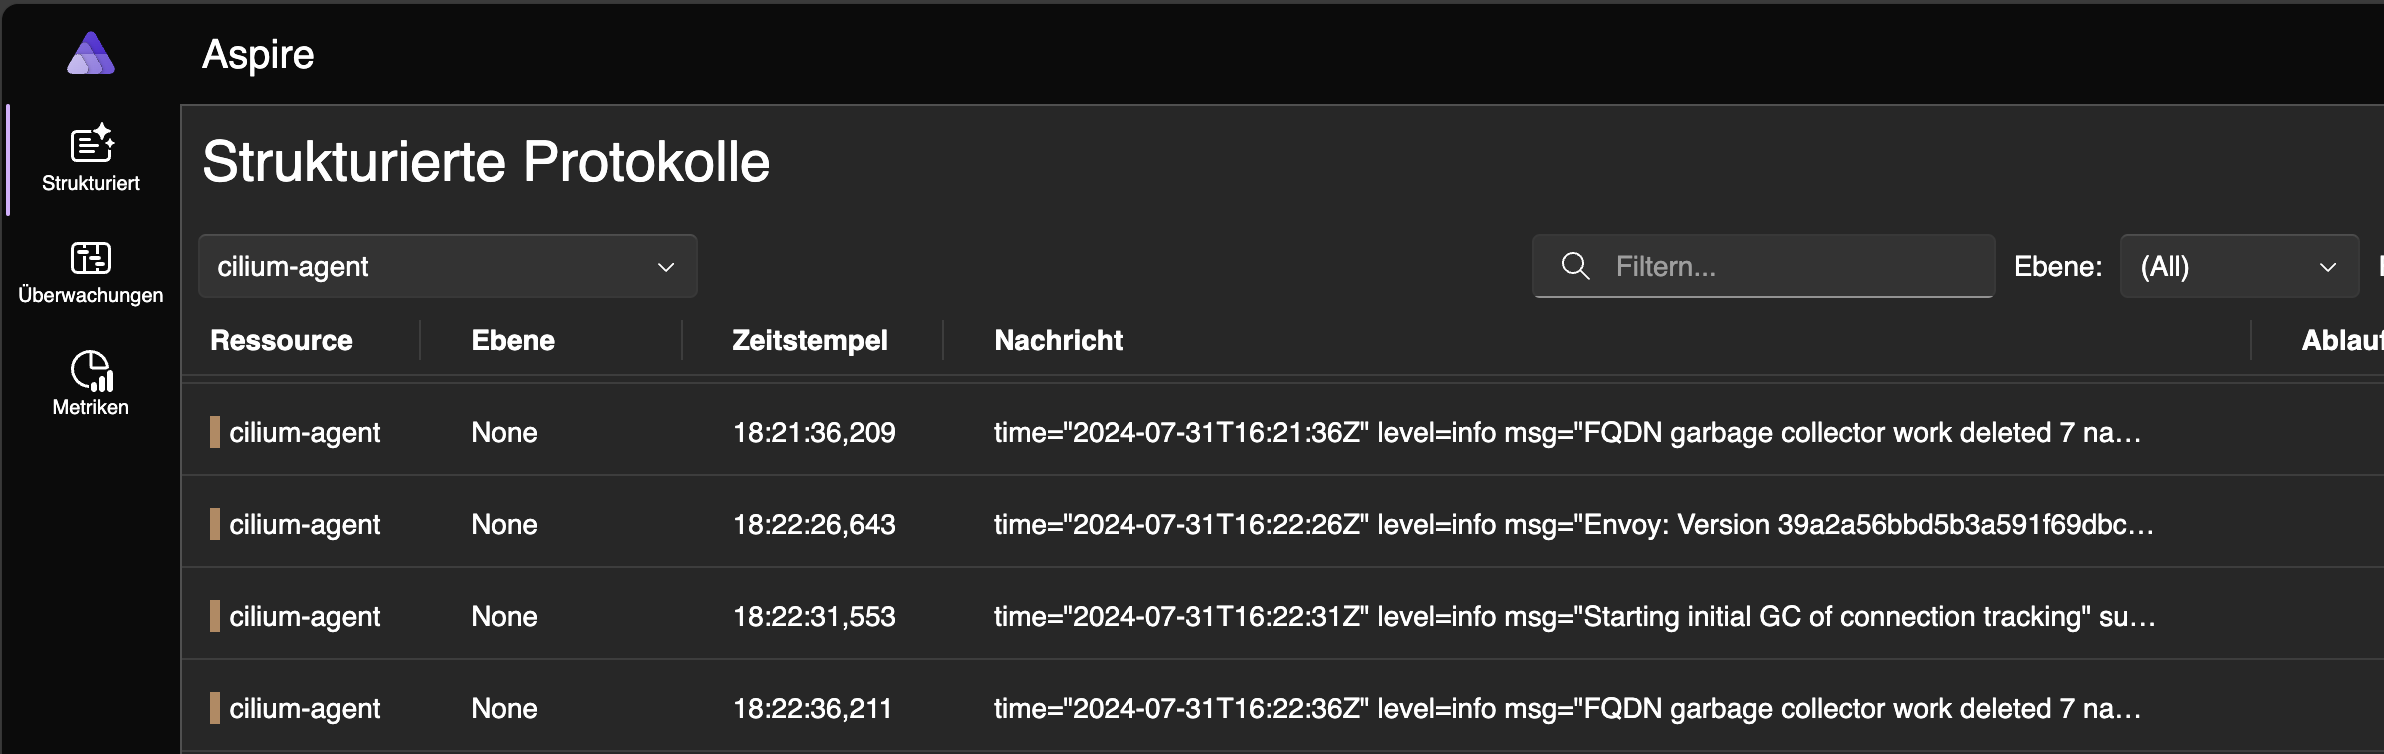 Aspire
Strukturiert
Überwachungen
Metriken
Strukturierte Protokolle
cilium-agent
Filtern...
Ebene: (All)
Ressource Ebene Zeitstempel Nachricht Ablauf
cilium-agent None 18:21:36,209 time="2024-07-31T16:21:36Z" level=info msg="FQDN garbage collector work deleted 7 na...
cilium-agent None 18:22:26,643 time="2024-07-31T16:22:26Z" level=info msg="Envoy: Version 39a2a56bbd5b3a591f69dbc...
cilium-agent None 18:22:31,553 time="2024-07-31T16:22:31Z" level=info msg="Starting initial GC of connection tracking" su...
cilium-agent None 18:22:36,211 time="2024-07-31T16:22:36Z" level=info msg="FQDN garbage collector work deleted 7 na...